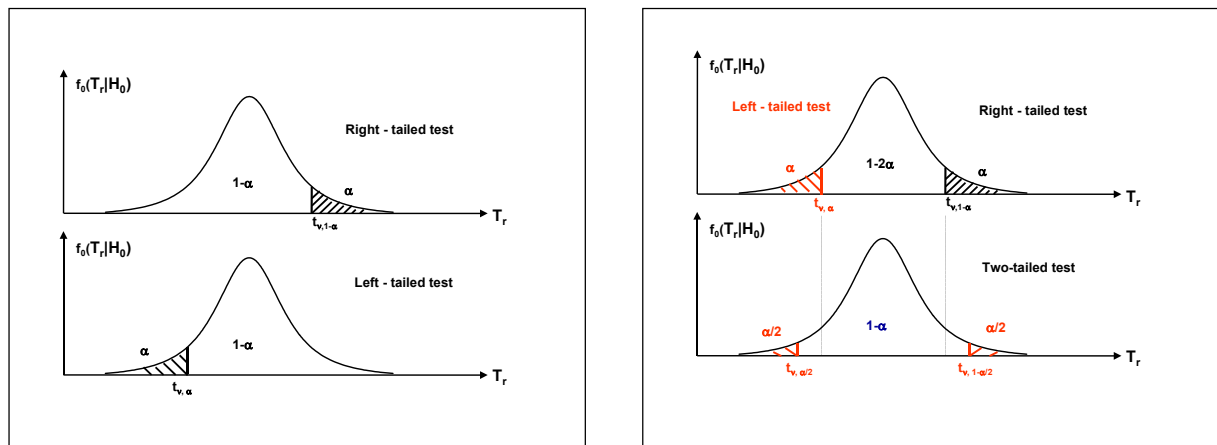 f₀(Tᵣ|H₀)
Right - tailed test
1-α
α
t𝑣,1-α
Tᵣ
f₀(Tᵣ|H₀)
Left - tailed test
α
1-α
t𝑣, α
Tᵣ
f₀(Tᵣ|H₀)
Left - tailed test
Right - tailed test
α
1-2α
α
t𝑣, α
t𝑣,1-α
Tᵣ
f₀(Tᵣ|H₀)
Two-tailed test
α/2
1-α
α/2
t𝑣, α/2
t𝑣, 1-α/2
Tᵣ